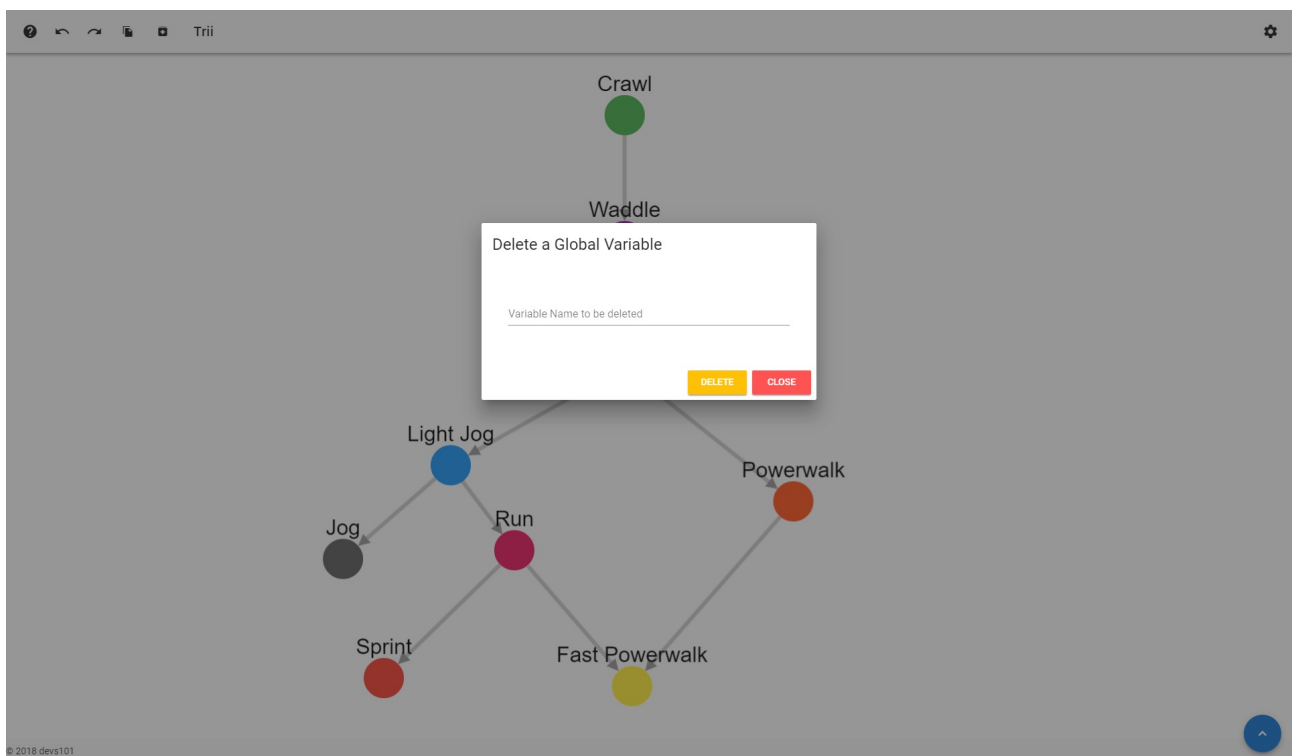 Trii
Crawl
Waddle
Delete a Global Variable
Variable Name to be deleted
DELETE CLOSE
Light Jog
Powerwalk
Run
Jog
Sprint
Fast Powerwalk
© 2018 devs101